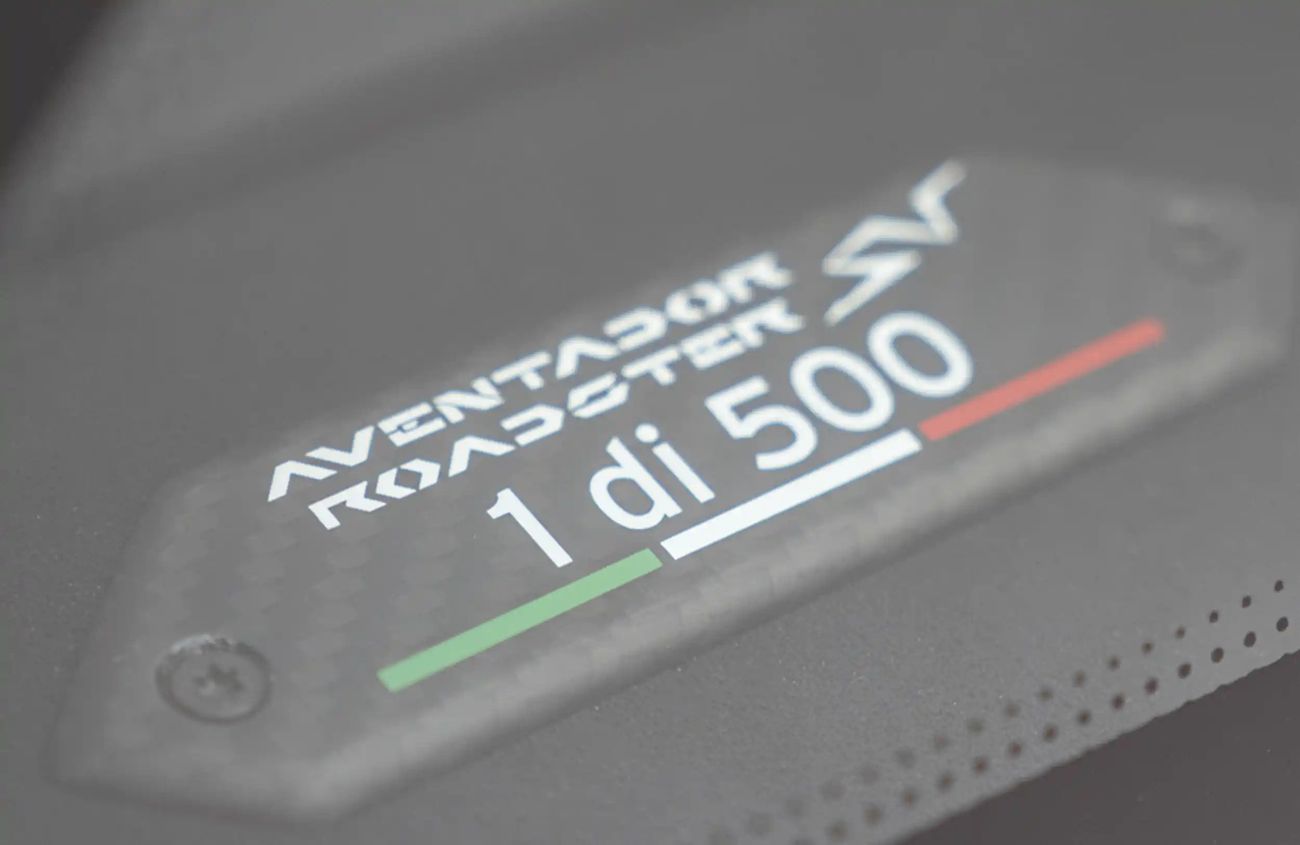 AVENTADOR
ROADSTER SV
1 di 500